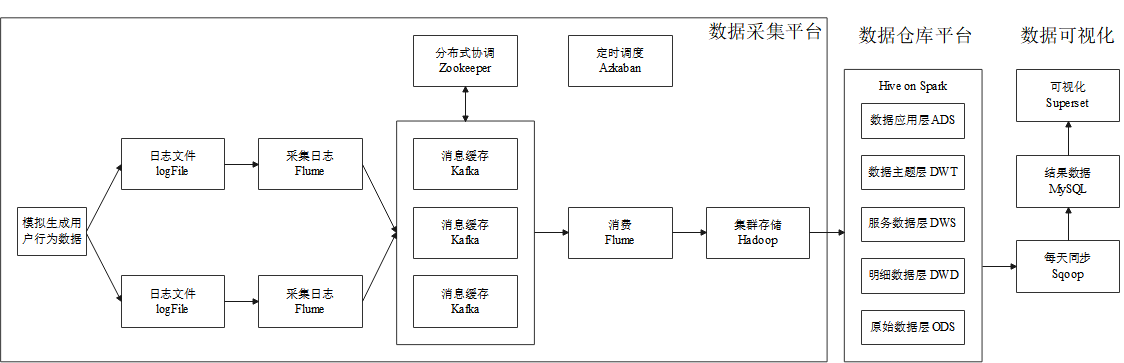 数据采集平台
数据仓库平台
数据可视化
分布式协调
Zookeeper
定时调度
Azkaban
模拟生成用
户行为数据
日志文件
logFile
采集日志
Flume
日志文件
logFile
采集日志
Flume
消息缓存
Kafka
消息缓存
Kafka
消息缓存
Kafka
消费
Flume
集群存储
Hadoop
Hive on Spark
数据应用层ADS
数据主题层 DWT
服务数据层 DWS
明细数据层 DWD
原始数据层 ODS
可视化
Superset
结果数据
MySQL
每天同步
Sqoop